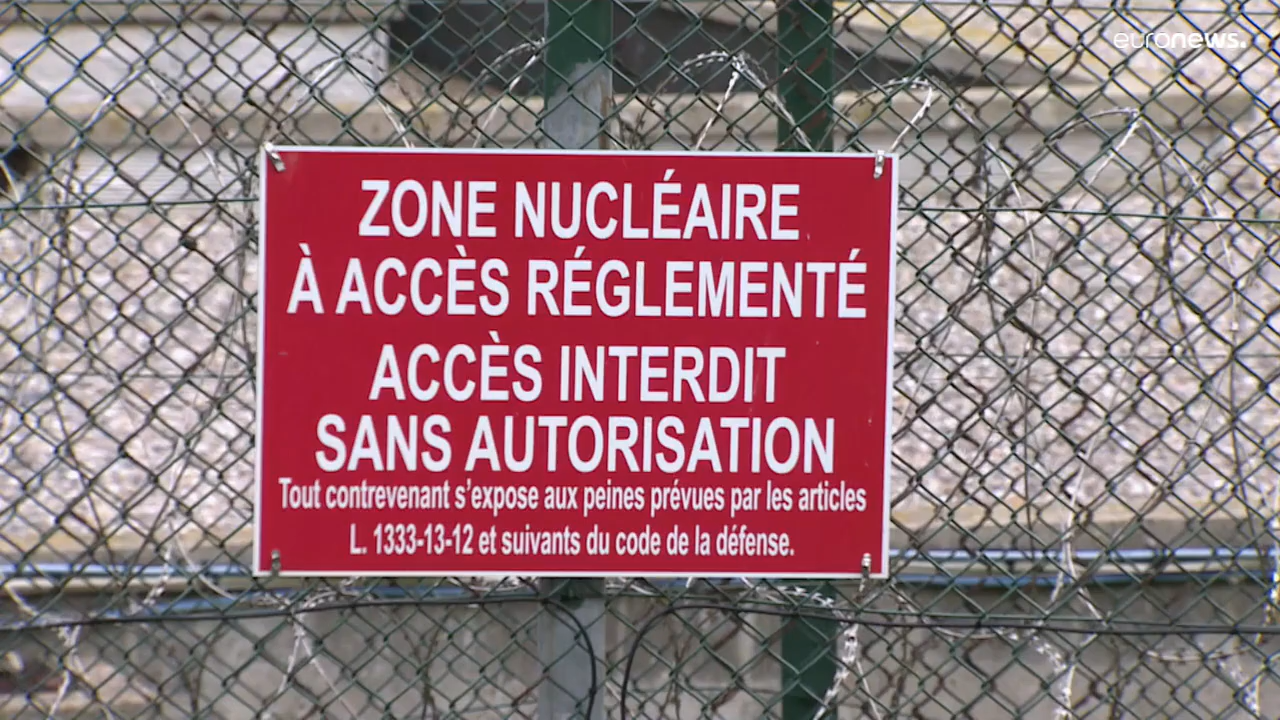 euronews.
ZONE NUCLÉAIRE
À ACCÈS RÉGLEMENTÉ
ACCÈS INTERDIT
SANS AUTORISATION
Tout contrevenant s’expose aux peines prévues par les articles
L. 1333-13-12 et suivants du code de la défense.